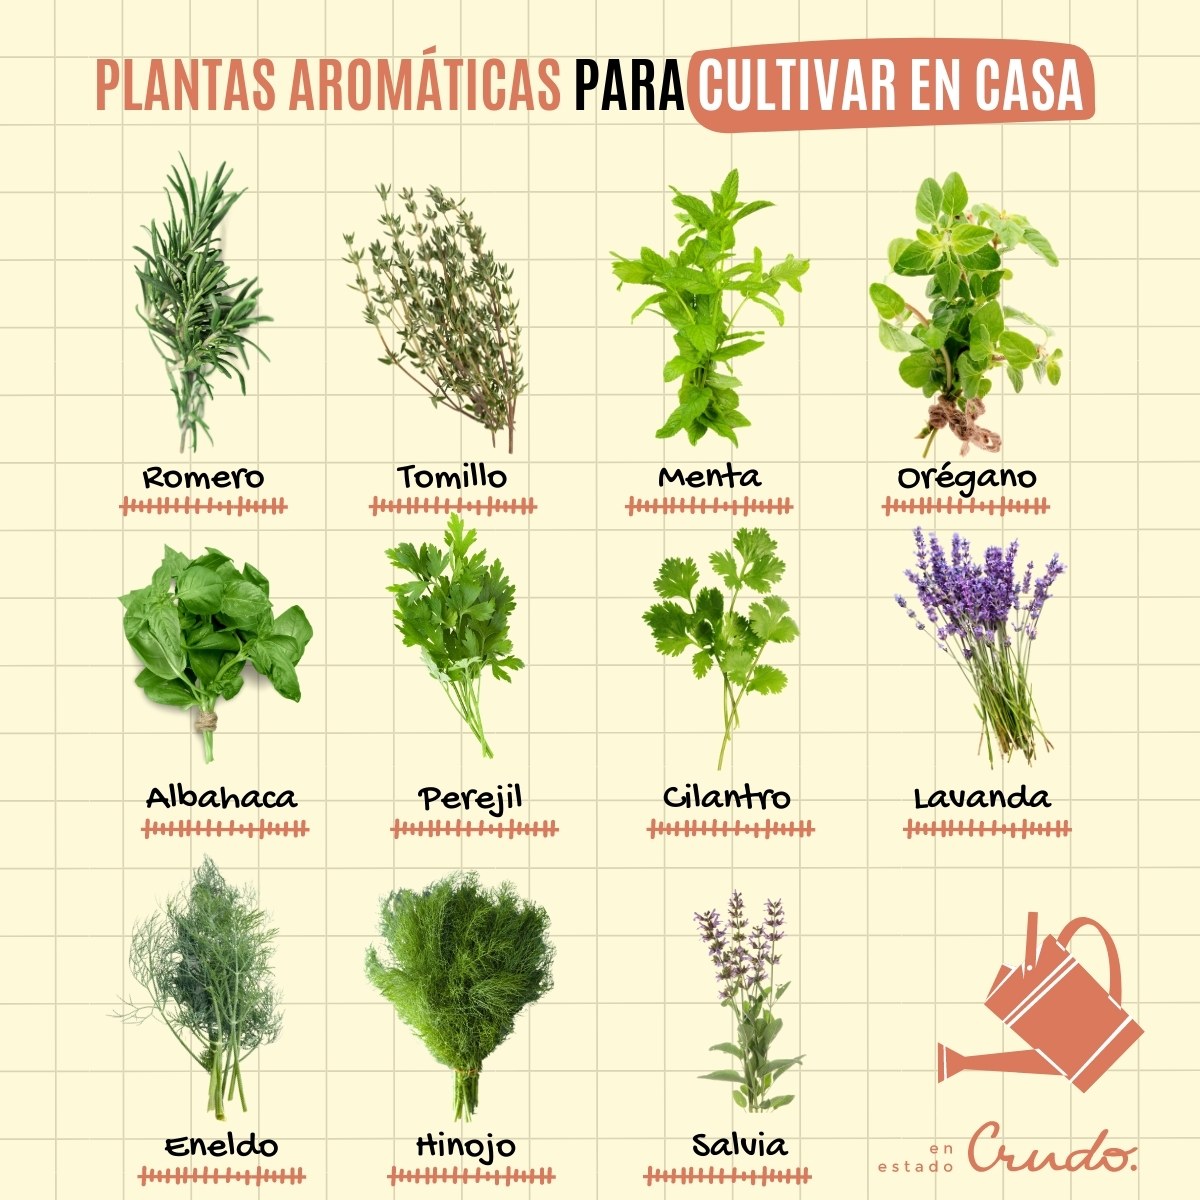 PLANTAS AROMÁTICAS PARA CULTIVAR EN CASA
Romero
Tomillo
Menta
Orégano
Albahaca
Perejil
Cilantro
Lavanda
Eneldo
Hinojo
Salvia
en
estado
Crudo.